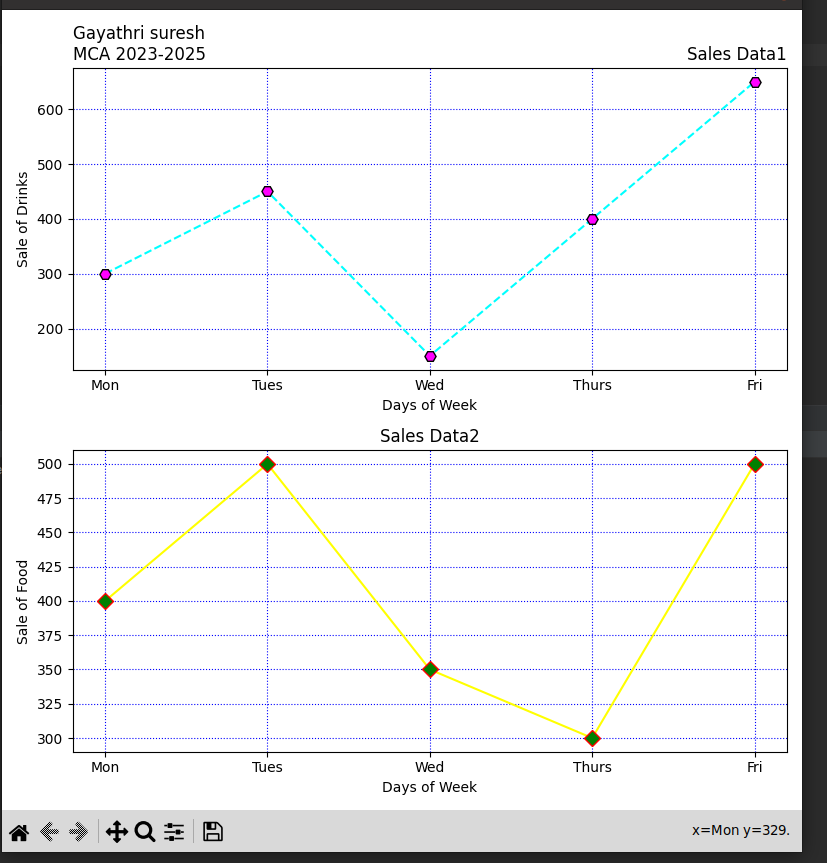 Gayathri suresh
MCA 2023-2025
Sales Data1
600
500
400
300
200
Sale of Drinks
Mon Tues Wed Thurs Fri
Days of Week
Sales Data2
500
475
450
425
400
375
350
325
300
Sale of Food
Mon Tues Wed Thurs Fri
Days of Week
x=Mon y=329.